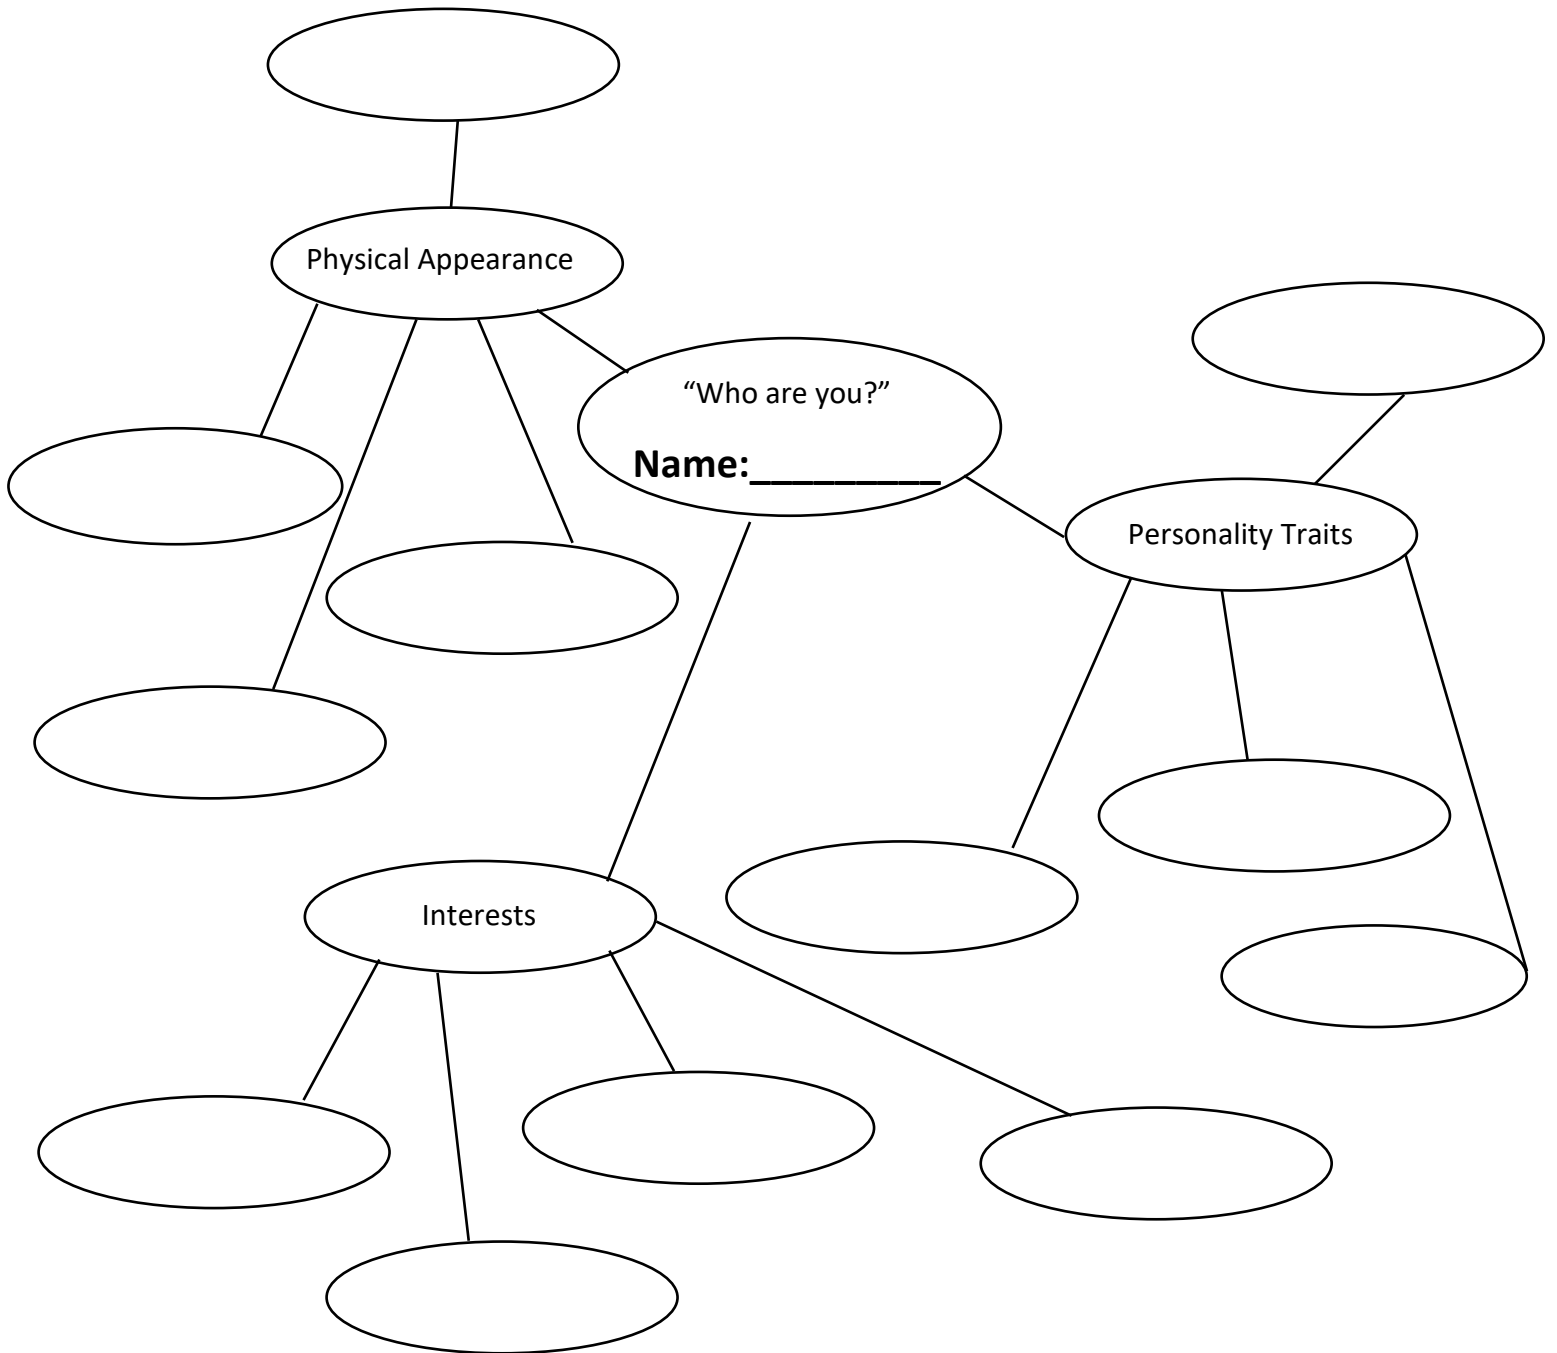 Physical Appearance
“Who are you?”
Name:_________
Personality Traits
Interests